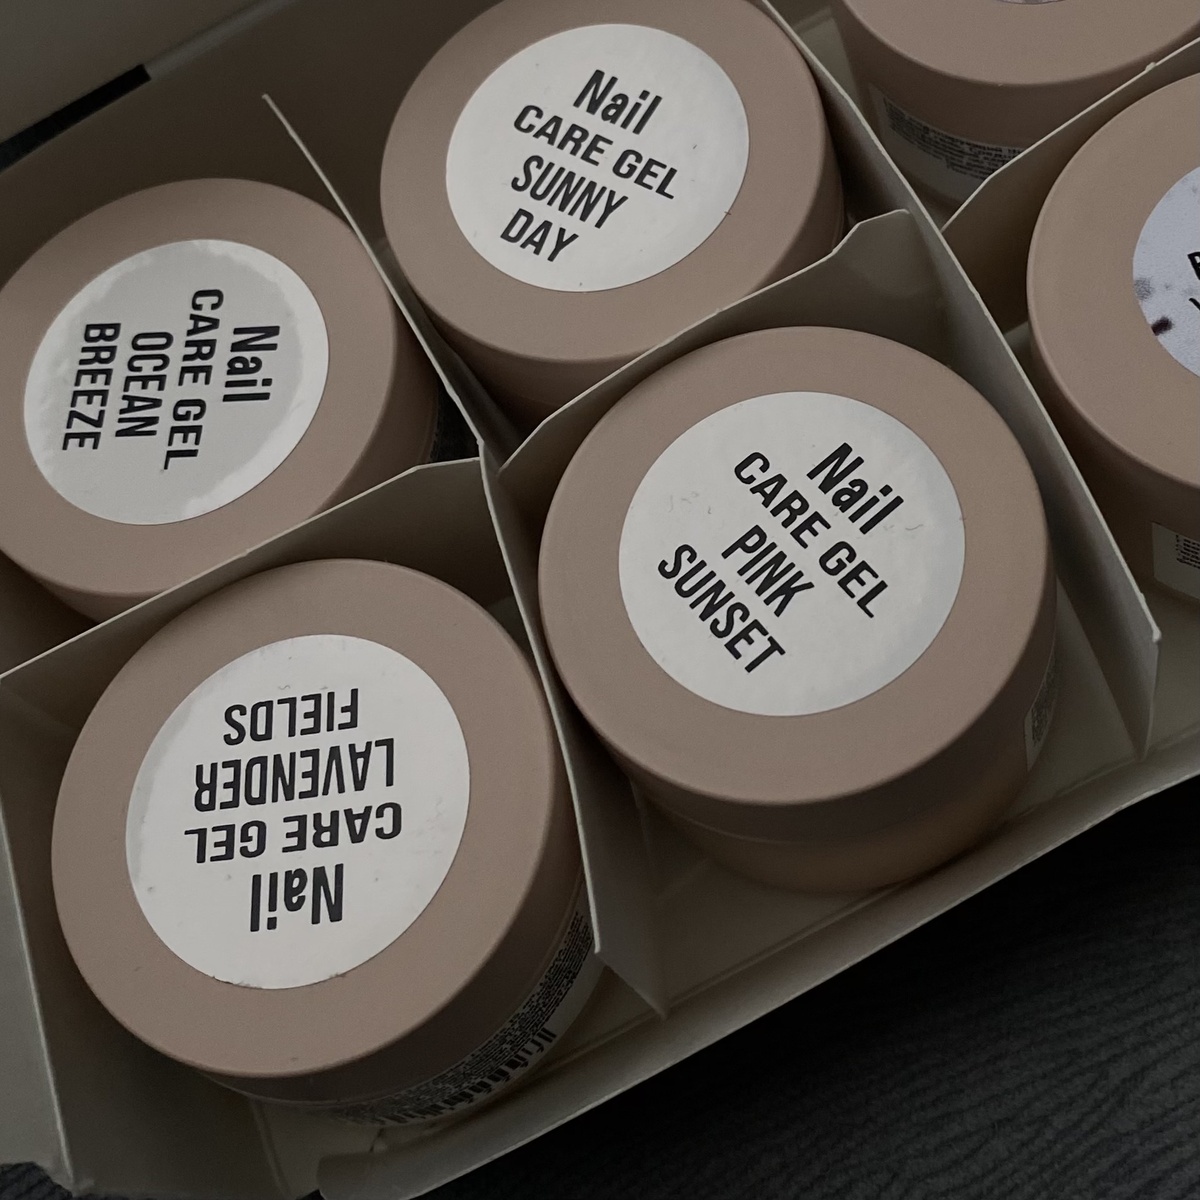 Nail
CARE GEL
SUNNY
DAY
Nail
CARE GEL
OCEAN
BREEZE
Nail
CARE GEL
PINK
SUNSET
Nail
CARE GEL
LAVENDER
FIELDS